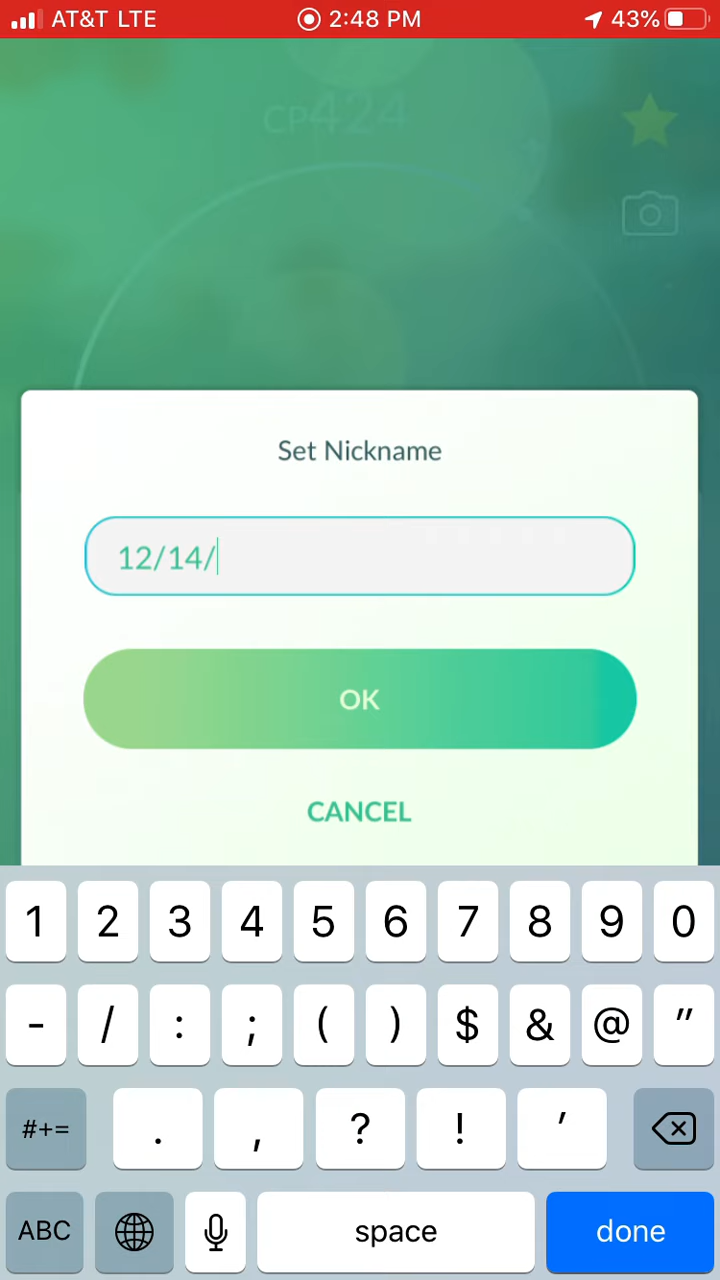 AT&T LTE 2:48 PM 43%
CP424
Set Nickname
12/14/
OK
CANCEL
1 2 3 4 5 6 7 8 9 0
- / : ; ( ) $ & @ "
#+= . , ? ! '
ABC space done